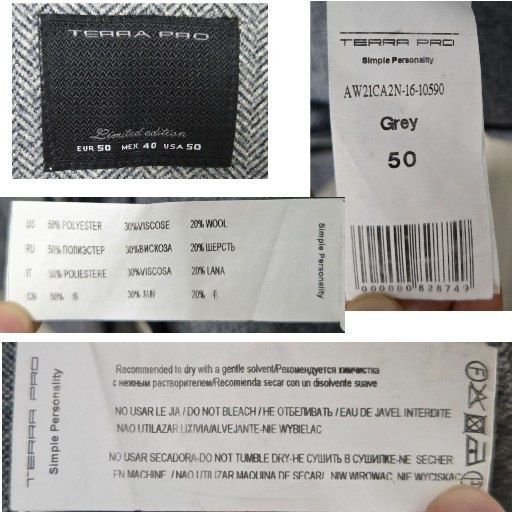 TERRA PRO
Limited edition
EUR 50 MEX 40 USA 50
TERRA PRO
Simple Personality
AW21CA2N-16-10590
Grey
50
000000 828749
US 50% POLYESTER 30%VISCOSE 20% WOOL
RU 50% ПОЛИЭСТЕР 30%ВИСКОЗА 20% ШЕРСТЬ
IT 50% POLIESTERE 30%VISCOSA 20% LANA
CN 50% 30% 20% 毛
Simple Personality
TERRA PRO
Simple Personality
Recommended to dry with a gentle solvent/Рекомендуется химчистка
с нежным растворителем/Recomienda secar con un disolvente suave
NO USAR LE JIA / DO NOT BLEACH / НЕ ОТБЕЛИВАТЬ / EAU DE JAVEL INTERDITE
NAO UTILAZAR LIXIVIA/ALVEJANTE-NIE WYBIELAC
NO USAR SECADORA-DO NOT TUMBLE DRY-НЕ СУШИТЬ В СУШИЛКЕ-NE SECHER
EN MACHINE / NAO UTILIZAR MAQUINA DE SECAR/ NIW WIROWAC, NIE WYCISKAC